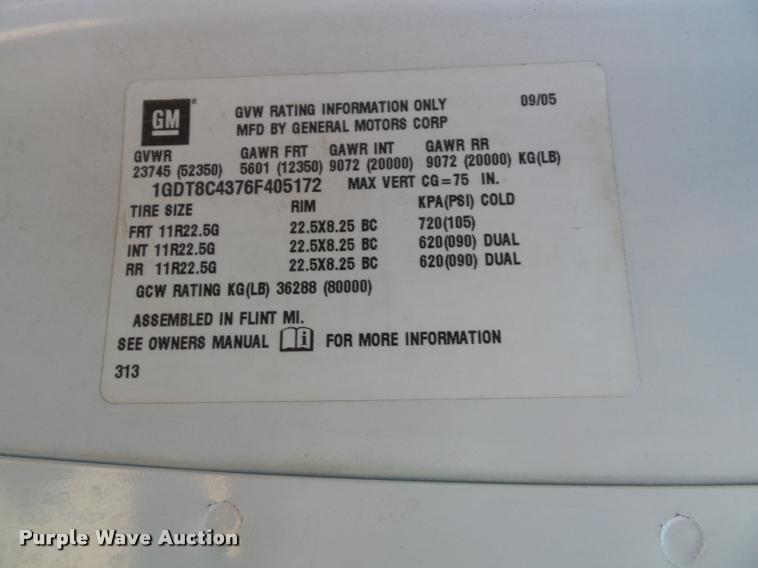 GM
GVW RATING INFORMATION ONLY 09/05
MFD BY GENERAL MOTORS CORP
GVWR GAWR FRT GAWR INT GAWR RR
23745 (52350) 5601 (12350) 9072 (20000) 9072 (20000) KG(LB)
1GDT8C4376F405172 MAX VERT CG=75 IN.
TIRE SIZE RIM KPA(PSI) COLD
FRT 11R22.5G 22.5X8.25 BC 720(105)
INT 11R22.5G 22.5X8.25 BC 620(090) DUAL
RR 11R22.5G 22.5X8.25 BC 620(090) DUAL
GCW RATING KG(LB) 36288 (80000)
ASSEMBLED IN FLINT MI.
SEE OWNERS MANUAL i FOR MORE INFORMATION
313
Purple Wave Auction